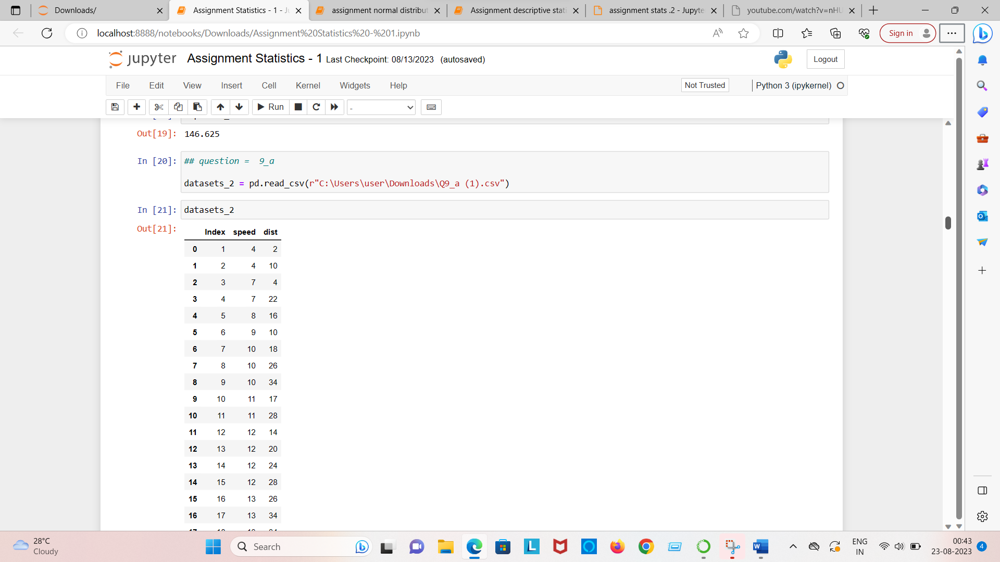 Downloads/
Assignment Statistics - 1 - Ju
assignment normal distribut
Assignment descriptive stati
assignment stats .2 - Jupyte
youtube.com/watch?v=nHU
localhost:8888/notebooks/Downloads/Assignment%20Statistics%20-%201.ipynb
Sign in
jupyter Assignment Statistics - 1 Last Checkpoint: 08/13/2023 (autosaved)
Logout
File Edit View Insert Cell Kernel Widgets Help
Not Trusted
Python 3 (ipykernel)
Run
-
Out[19]: 146.625
In [20]: ## question =  9_a
datasets_2 = pd.read_csv(r"C:\Users\user\Downloads\Q9_a (1).csv")
In [21]: datasets_2
Out[21]:
Index speed dist
0 1 4 2
1 2 4 10
2 3 7 4
3 4 7 22
4 5 8 16
5 6 9 10
6 7 10 18
7 8 10 26
8 9 10 34
9 10 11 17
10 11 11 28
11 12 12 14
12 13 12 20
13 14 12 24
14 15 12 28
15 16 13 26
16 17 13 34
28°C
Cloudy
Search
ENG
IN
00:43
23-08-2023
4